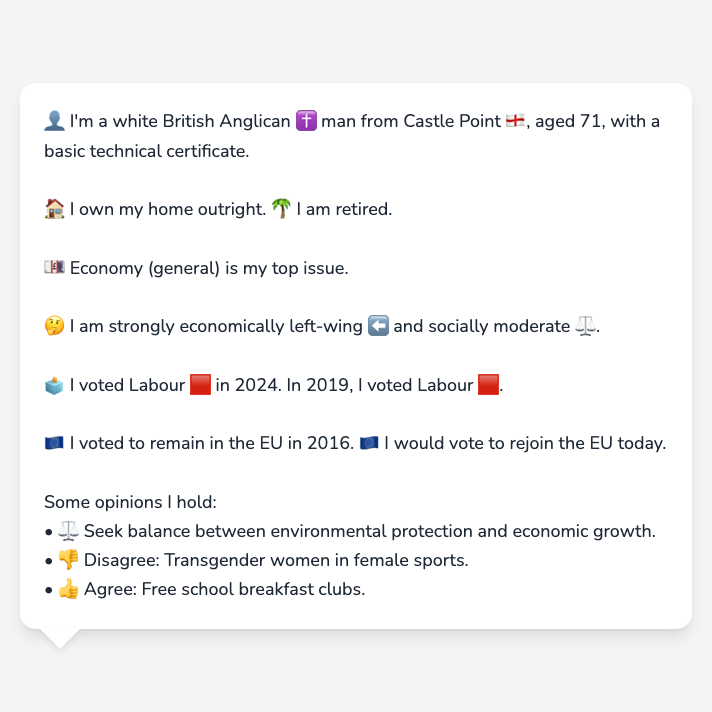 👤 I'm a white British Anglican ✝️ man from Castle Point 🏴󠁧󠁢󠁥󠁮󠁧󠁿, aged 71, with a
basic technical certificate.
🏠 I own my home outright. 🌴 I am retired.
💷 Economy (general) is my top issue.
🤔 I am strongly economically left-wing ⬅️ and socially moderate ⚖️.
🗳️ I voted Labour 🟥 in 2024. In 2019, I voted Labour 🟥.
🇪🇺 I voted to remain in the EU in 2016. 🇪🇺 I would vote to rejoin the EU today.
Some opinions I hold:
• ⚖️ Seek balance between environmental protection and economic growth.
• 👎 Disagree: Transgender women in female sports.
• 👍 Agree: Free school breakfast clubs.